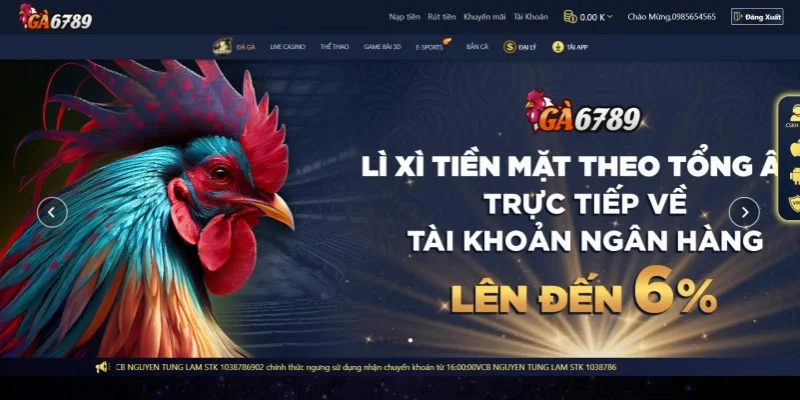 GÀ6789
Nạp tiền Rút tiền Khuyến mãi Tài Khoản 0.00 K Chào Mừng,0985654565 Đăng Xuất
ĐÁ GÀ LIVE CASINO THỂ THAO GAME BÀI 3D E-SPORTS BẮN CÁ ĐẠI LÝ TẢI APP
GÀ6789
LÌ XÌ TIỀN MẶT THEO TỔNG Â
TRỰC TIẾP VỀ
TÀI KHOẢN NGÂN HÀNG
LÊN ĐẾN 6%
CSKH
CB NGUYEN TUNG LAM STK 1038786902 chính thức ngưng sử dụng nhận chuyển khoản từ 16:00:00VCB NGUYEN TUNG LAM STK 1038786